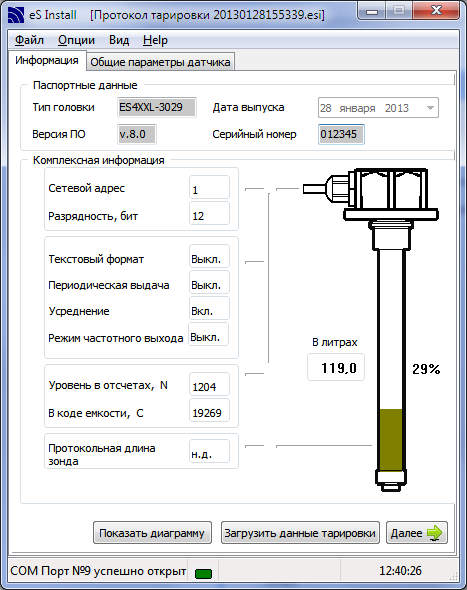 eS Install [Протокол тарировки 20130128155339.esi]
Файл Опции Вид Help
Информация Общие параметры датчика
Паспортные данные
Тип головки ES4XXL-3029 Дата выпуска 28 января 2013
Версия ПО v.8.0 Серийный номер 012345
Комплексная информация
Сетевой адрес 1
Разрядность, бит 12
Текстовый формат Выкл.
Периодическая выдача Выкл.
Усреднение Вкл.
Режим частотного выхода Выкл.
В литрах
119,0 29%
Уровень в отсчетах, N 1204
В коде емкости, C 19269
Протокольная длина
зонда н.д.
Показать диаграмму Загрузить данные тарировки Далее
COM Порт №9 успешно открыт 12:40:26